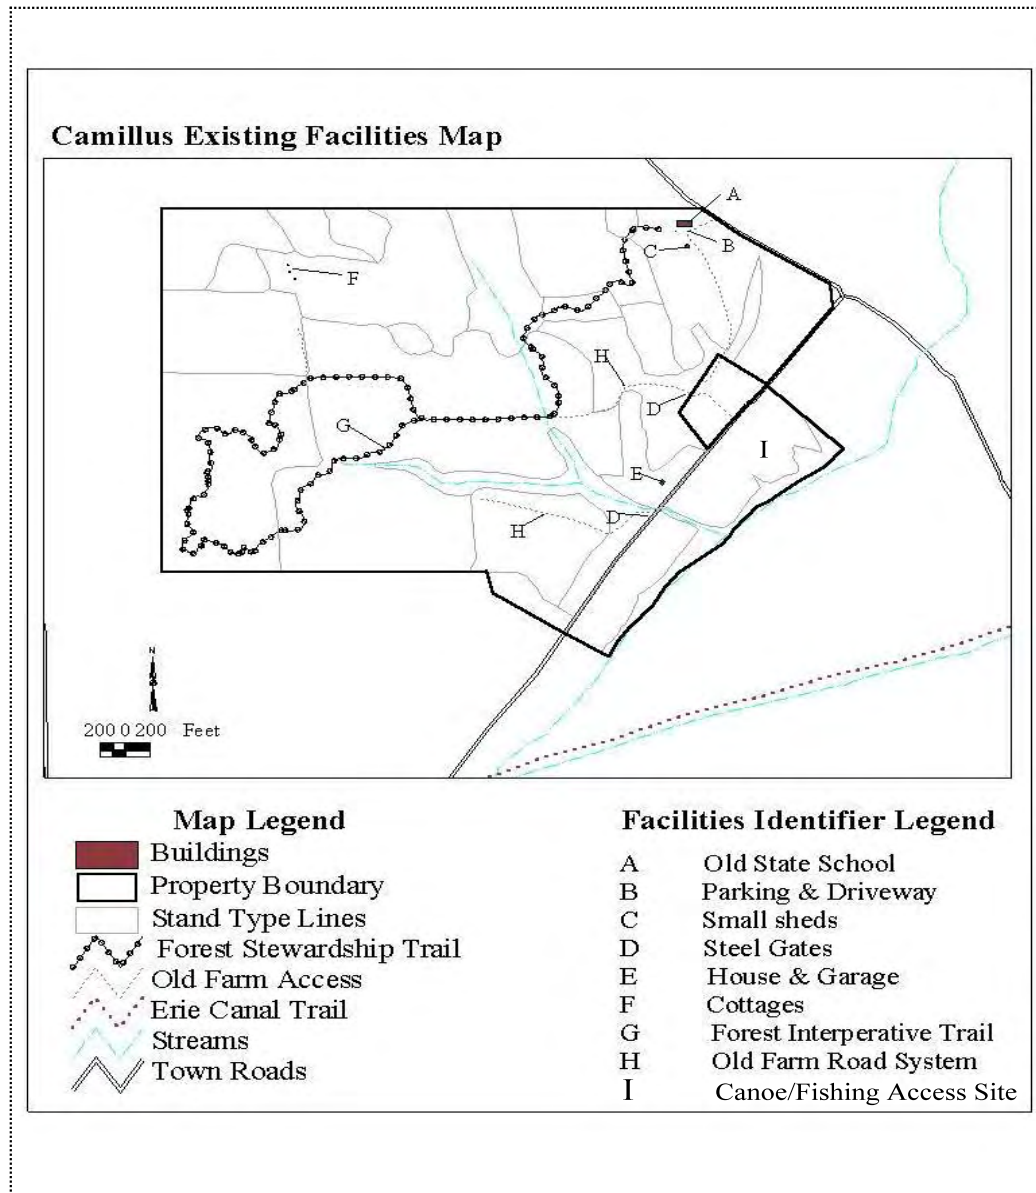 Camillus Existing Facilities Map
A
B
C
F
H
D
G
I
E
D
H
N
200 0 200 Feet
Map Legend
Buildings
Property Boundary
Stand Type Lines
Forest Stewardship Trail
Old Farm Access
Erie Canal Trail
Streams
Town Roads
Facilities Identifier Legend
A Old State School
B Parking & Driveway
C Small sheds
D Steel Gates
E House & Garage
F Cottages
G Forest Interperative Trail
H Old Farm Road System
I Canoe/Fishing Access Site